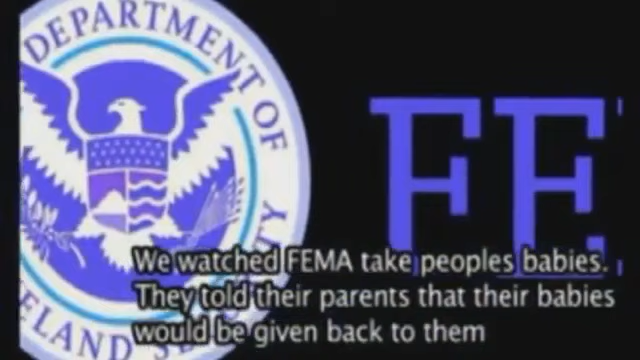 DEPARTMENT OF
FE
We watched FEMA take peoples babies.
They told their parents that their babies
would be given back to them